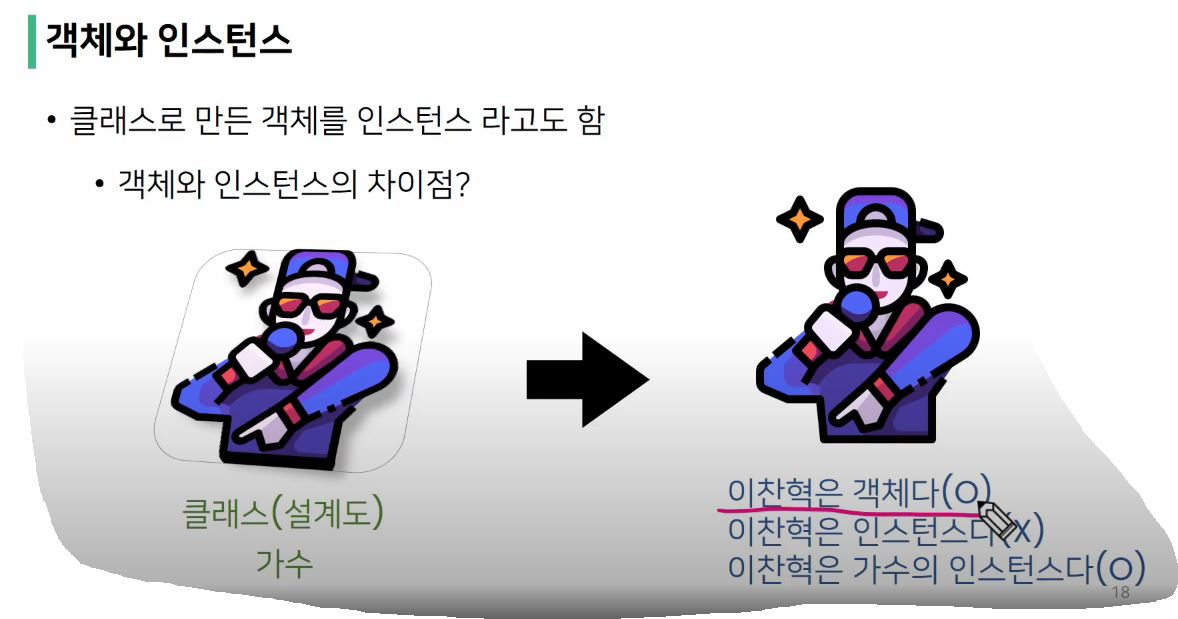 객체와 인스턴스
• 클래스로 만든 객체를 인스턴스 라고도 함
• 객체와 인스턴스의 차이점?
클래스(설계도)
가수
이찬혁은 객체다(O)
이찬혁은 인스턴스다(X)
이찬혁은 가수의 인스턴스다(O)
18